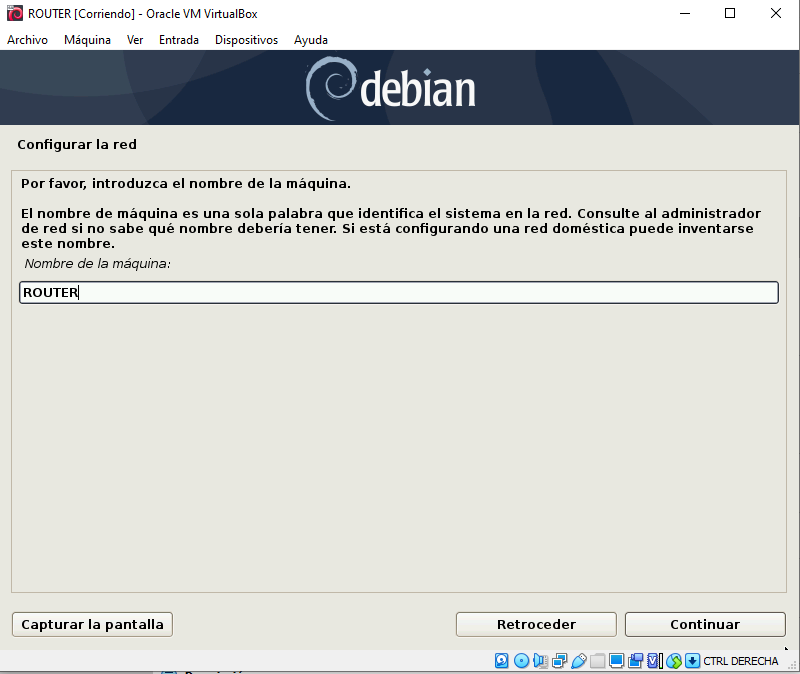 ROUTER [Corriendo] - Oracle VM VirtualBox
Archivo Máquina Ver Entrada Dispositivos Ayuda
debian
Configurar la red
Por favor, introduzca el nombre de la máquina.
El nombre de máquina es una sola palabra que identifica el sistema en la red. Consulte al administrador
de red si no sabe qué nombre debería tener. Si está configurando una red doméstica puede inventarse
este nombre.
Nombre de la máquina:
ROUTER
Capturar la pantalla Retroceder Continuar
CTRL DERECHA